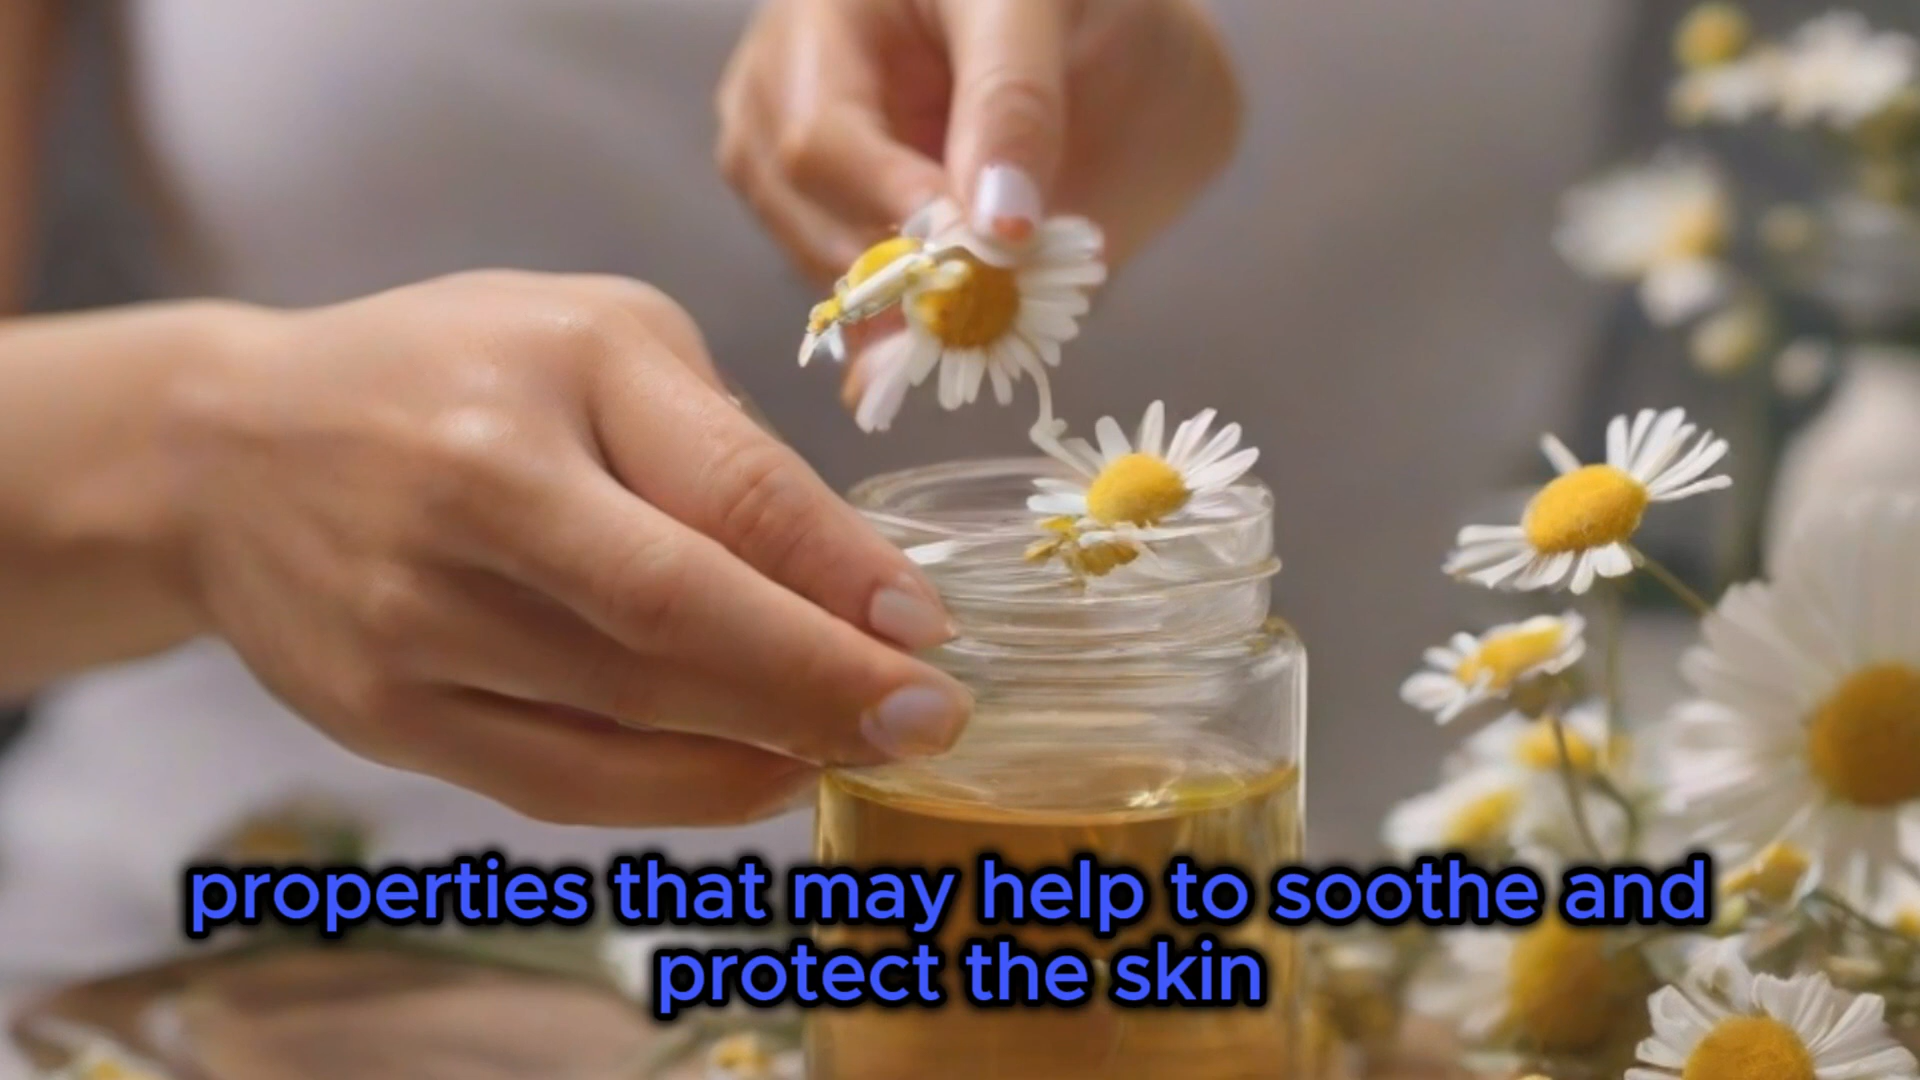 properties that may help to soothe and
protect the skin